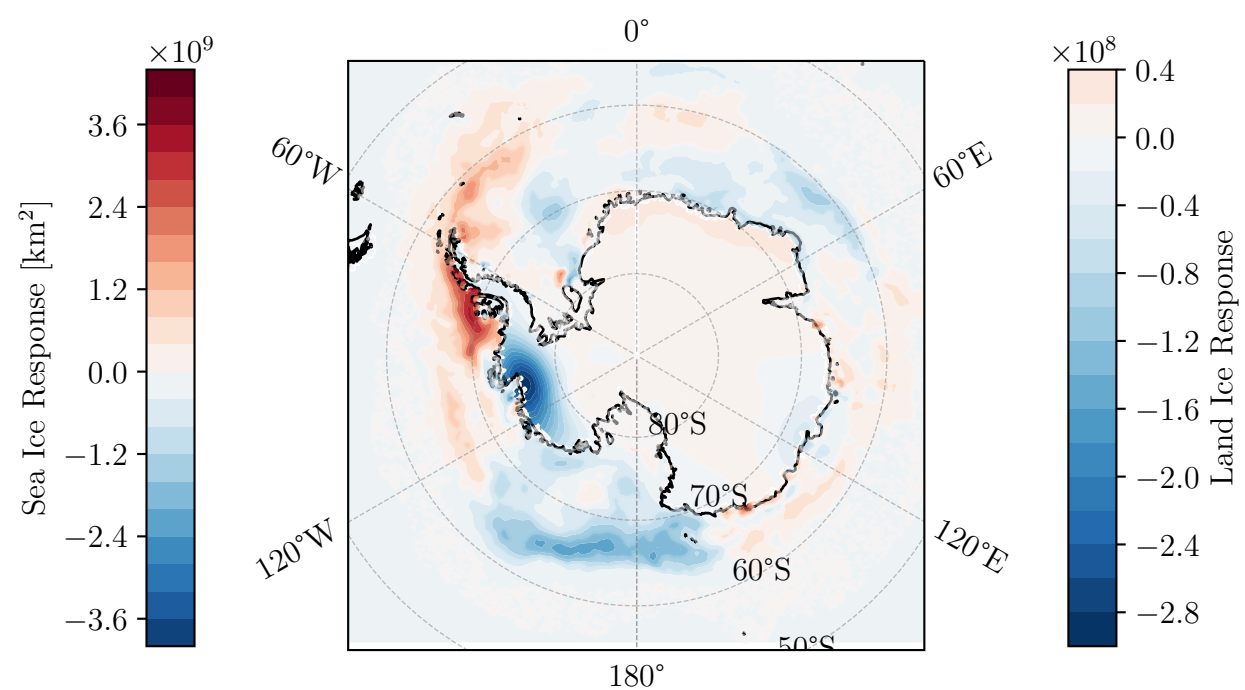 ×10⁹
3.6
2.4
1.2
0.0
−1.2
−2.4
−3.6
Sea Ice Response [km²]
0°
60°W
60°E
120°W
120°E
180°
80°S
70°S
60°S
50°S
×10⁸
0.4
0.0
−0.4
−0.8
−1.2
−1.6
−2.0
−2.4
−2.8
Land Ice Response